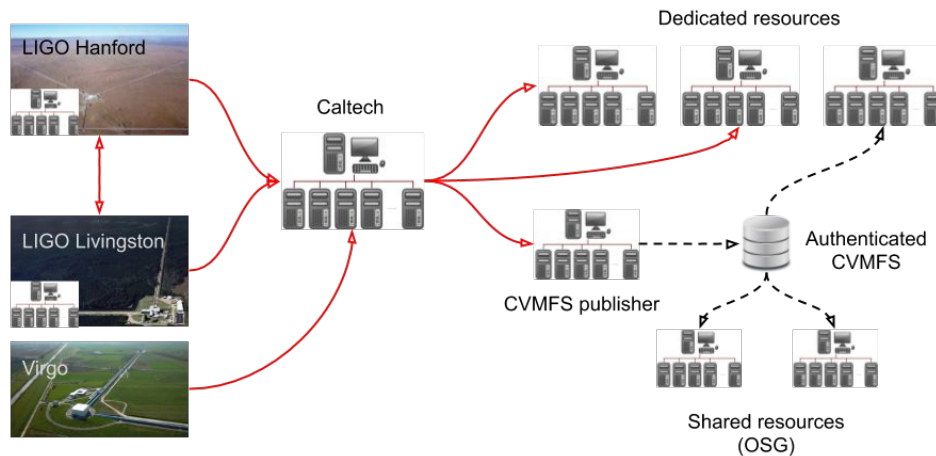 LIGO Hanford
Dedicated resources
Caltech
LIGO Livingston
CVMFS publisher
Authenticated
CVMFS
Virgo
Shared resources
(OSG)